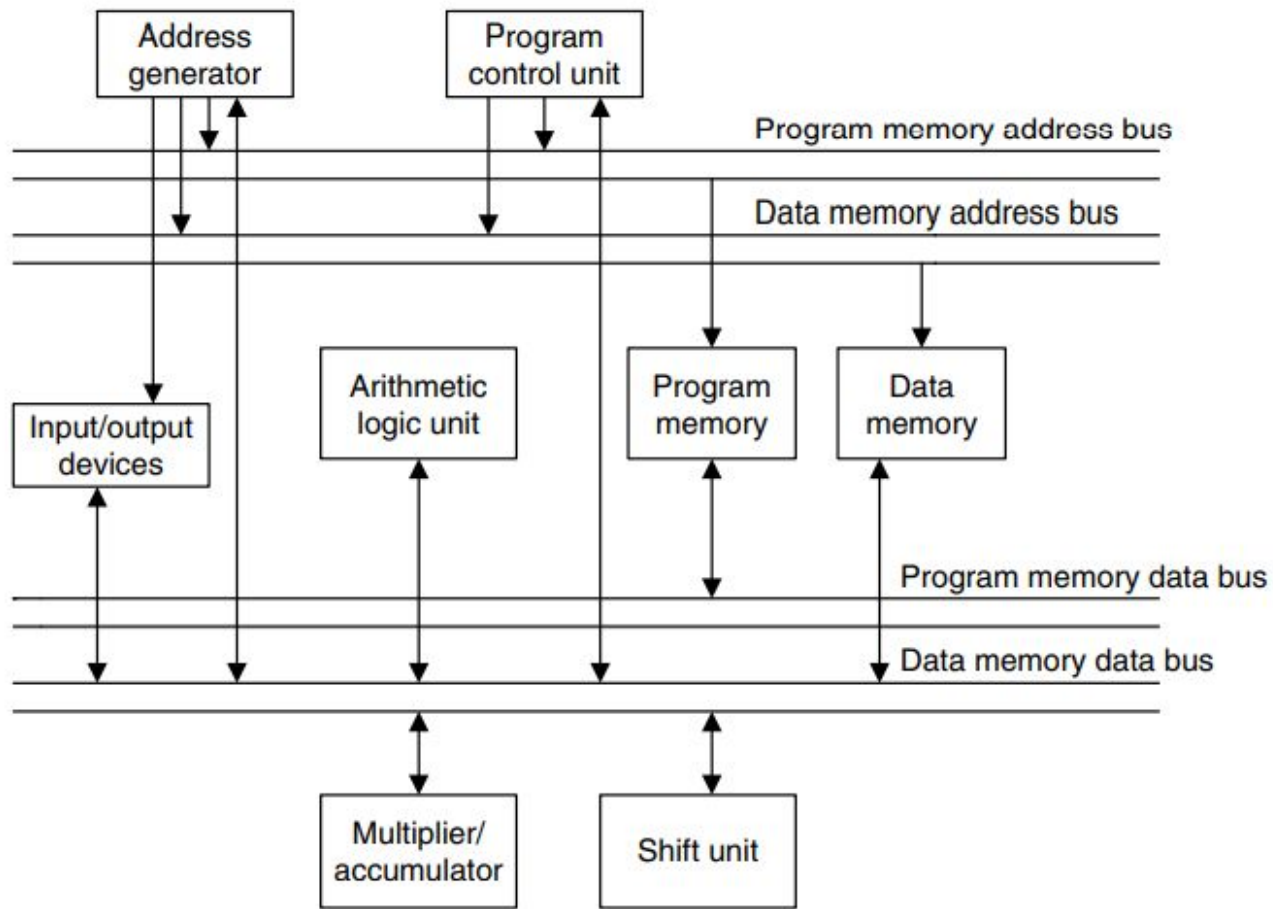 Address
generator
Program
control unit
Program memory address bus
Data memory address bus
Arithmetic
logic unit
Program
memory
Data
memory
Input/output
devices
Program memory data bus
Data memory data bus
Multiplier/
accumulator
Shift unit